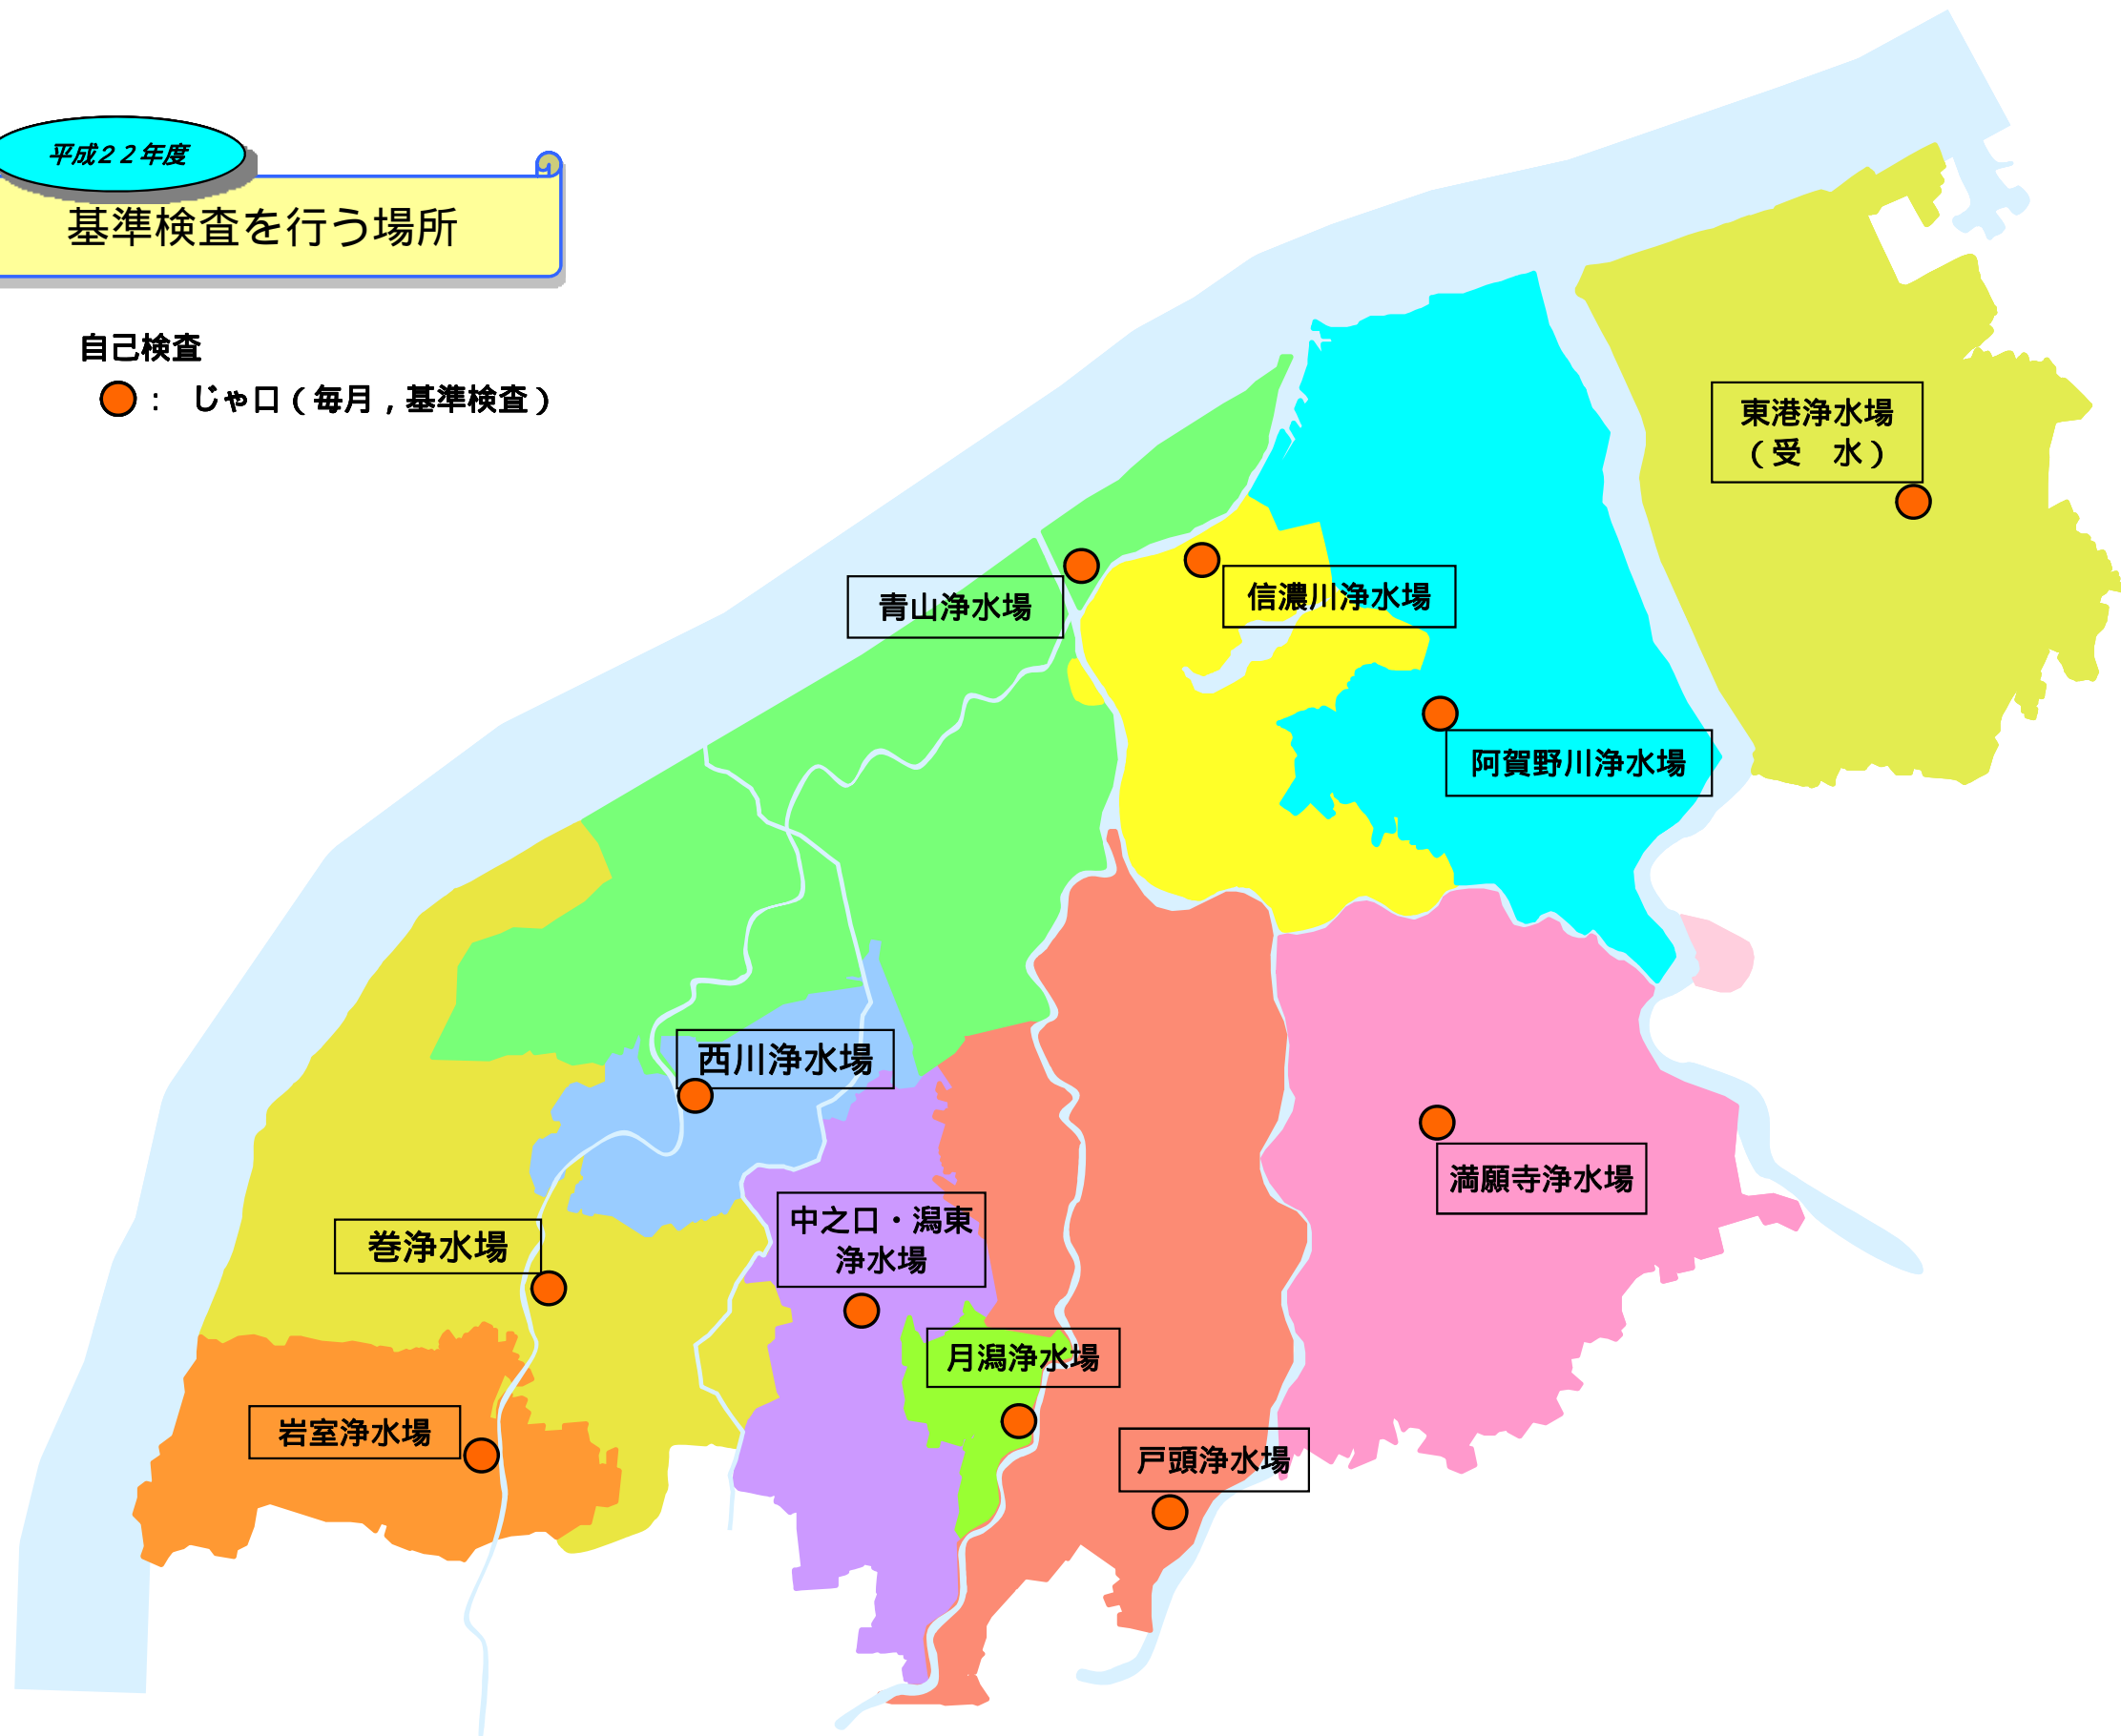 平成２２年度
基準検査を行う場所
自己検査
： じゃ口（毎月，基準検査）
東港浄水場
（受　水）
青山浄水場
信濃川浄水場
阿賀野川浄水場
西川浄水場
満願寺浄水場
中之口・潟東
浄水場
巻浄水場
月潟浄水場
岩室浄水場
戸頭浄水場